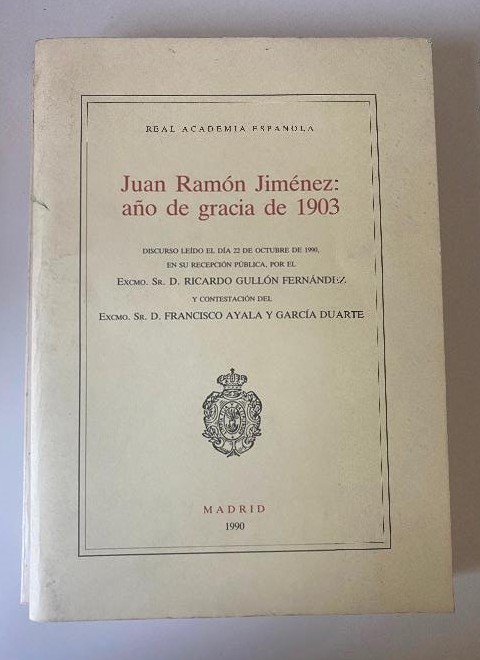 REAL ACADEMIA ESPAÑOLA
Juan Ramón Jiménez:
año de gracia de 1903
DISCURSO LEÍDO EL DÍA 22 DE OCTUBRE DE 1990,
EN SU RECEPCIÓN PÚBLICA, POR EL
EXCMO. SR. D. RICARDO GULLÓN FERNÁNDEZ
Y CONTESTACIÓN DEL
EXCMO. SR. D. FRANCISCO AYALA Y GARCÍA DUARTE
MADRID
1990